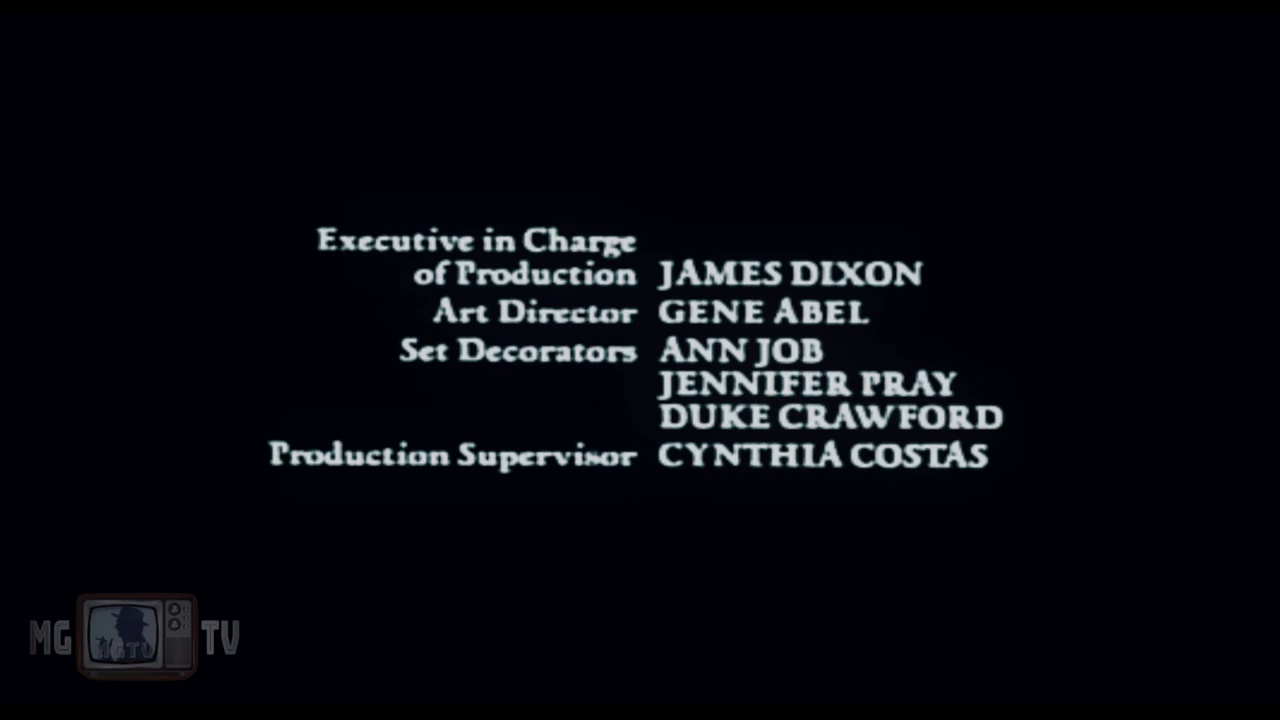 Executive in Charge
of Production JAMES DIXON
Art Director GENE ABEL
Set Decorators ANN JOB
JENNIFER PRAY
DUKE CRAWFORD
Production Supervisor CYNTHIA COSTAS
MG MGTV TV